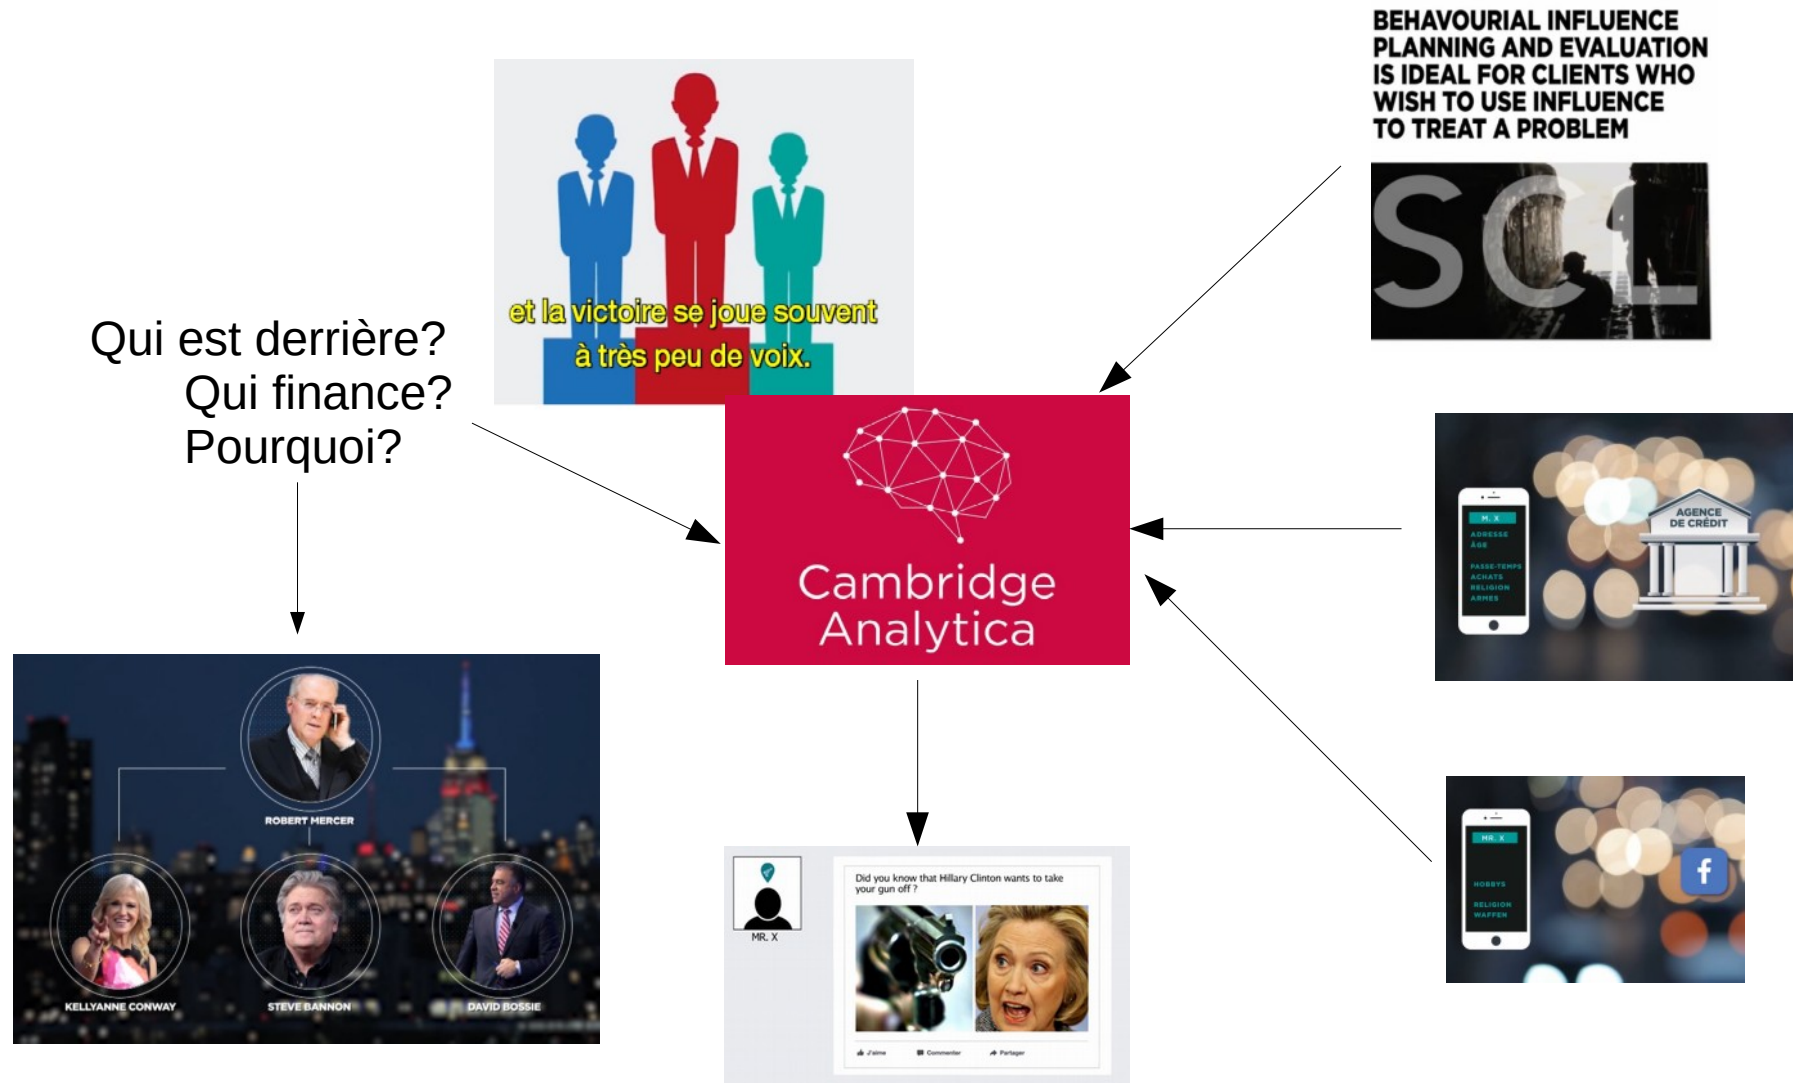 BEHAVOURIAL INFLUENCE
PLANNING AND EVALUATION
IS IDEAL FOR CLIENTS WHO
WISH TO USE INFLUENCE
TO TREAT A PROBLEM
SCL
et la victoire se joue souvent
à très peu de voix.
Qui est derrière?
Qui finance?
Pourquoi?
Cambridge
Analytica
M. X
ADRESSE
ÂGE
PASSE-TEMPS
ACHATS
RELIGION
ARMES
AGENCE
DE CRÉDIT
ROBERT MERCER
KELLYANNE CONWAY
STEVE BANNON
DAVID BOSSIE
MR. X
Did you know that Hillary Clinton wants to take
your gun off ?
J'aime
Commenter
Partager
MR. X
HOBBYS
RELIGION
WAFFEN
f